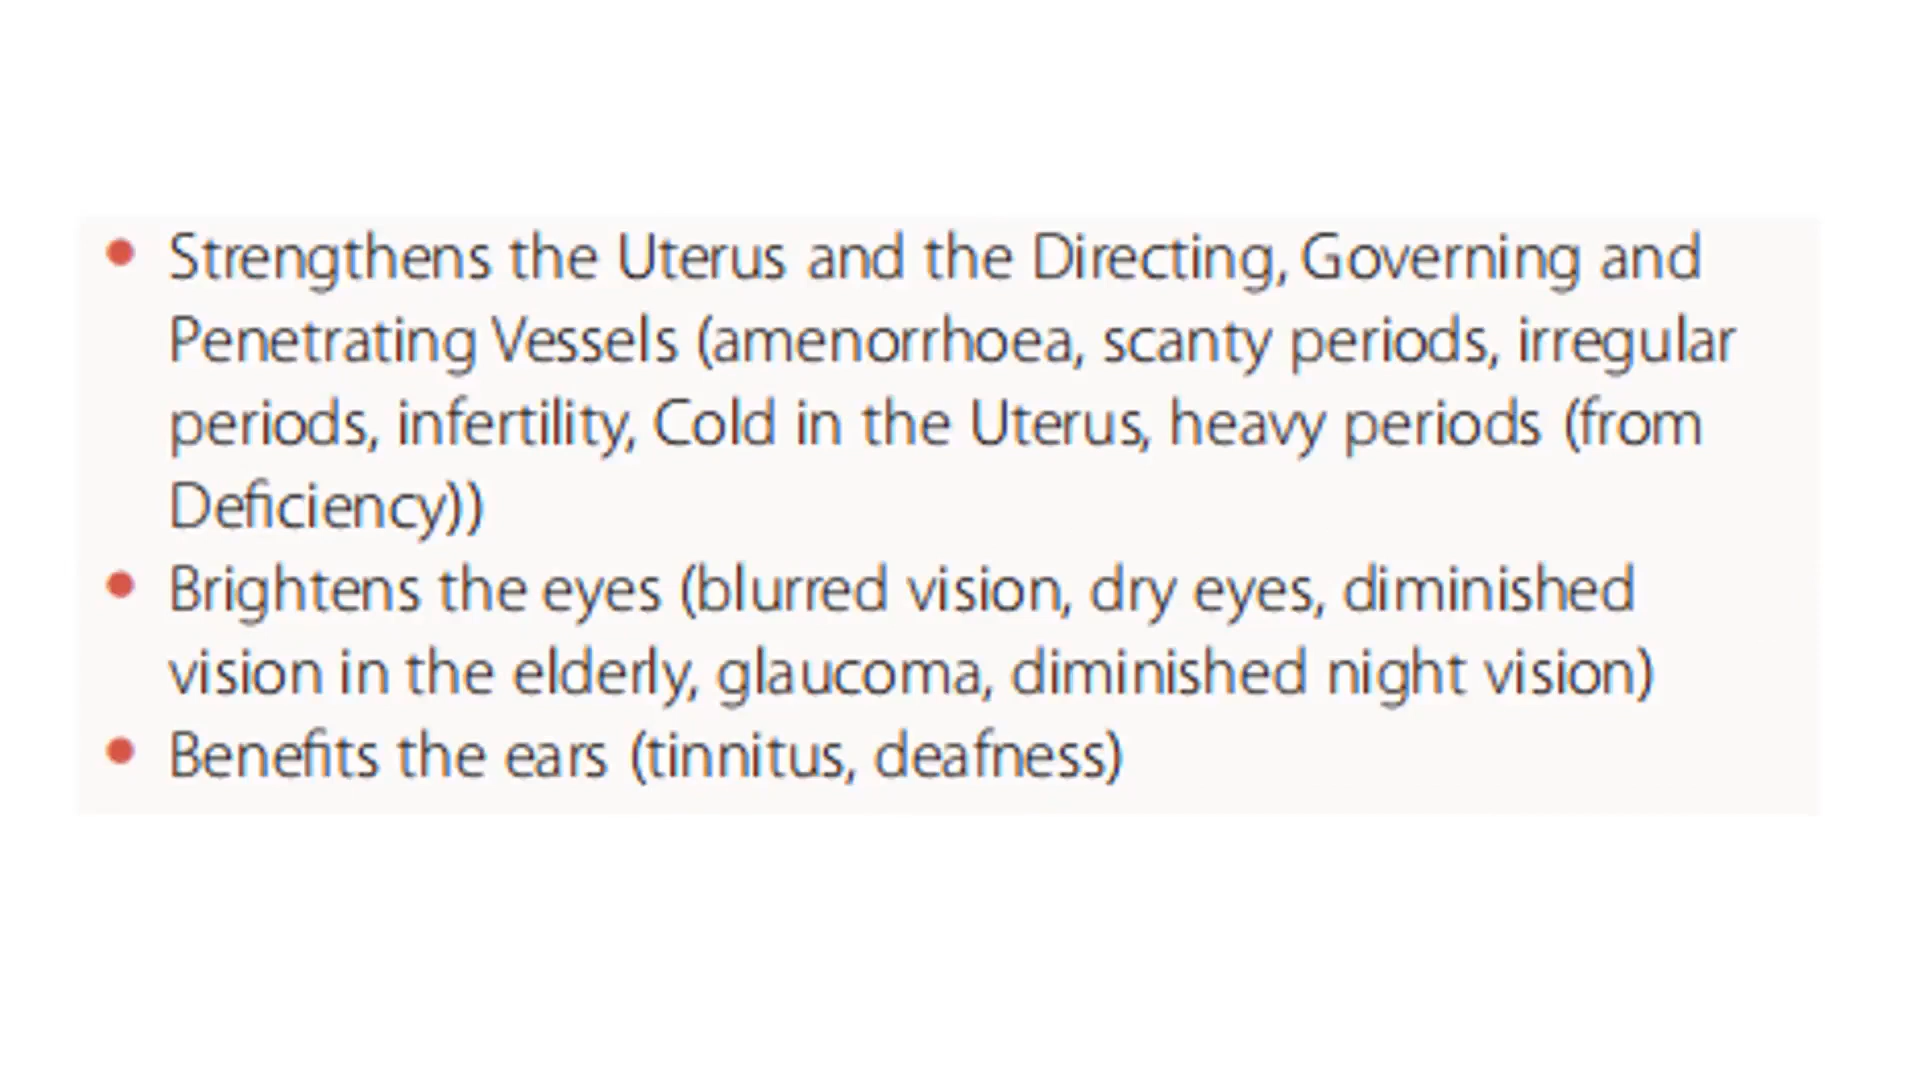 • Strengthens the Uterus and the Directing, Governing and
Penetrating Vessels (amenorrhoea, scanty periods, irregular
periods, infertility, Cold in the Uterus, heavy periods (from
Deficiency))
• Brightens the eyes (blurred vision, dry eyes, diminished
vision in the elderly, glaucoma, diminished night vision)
• Benefits the ears (tinnitus, deafness)